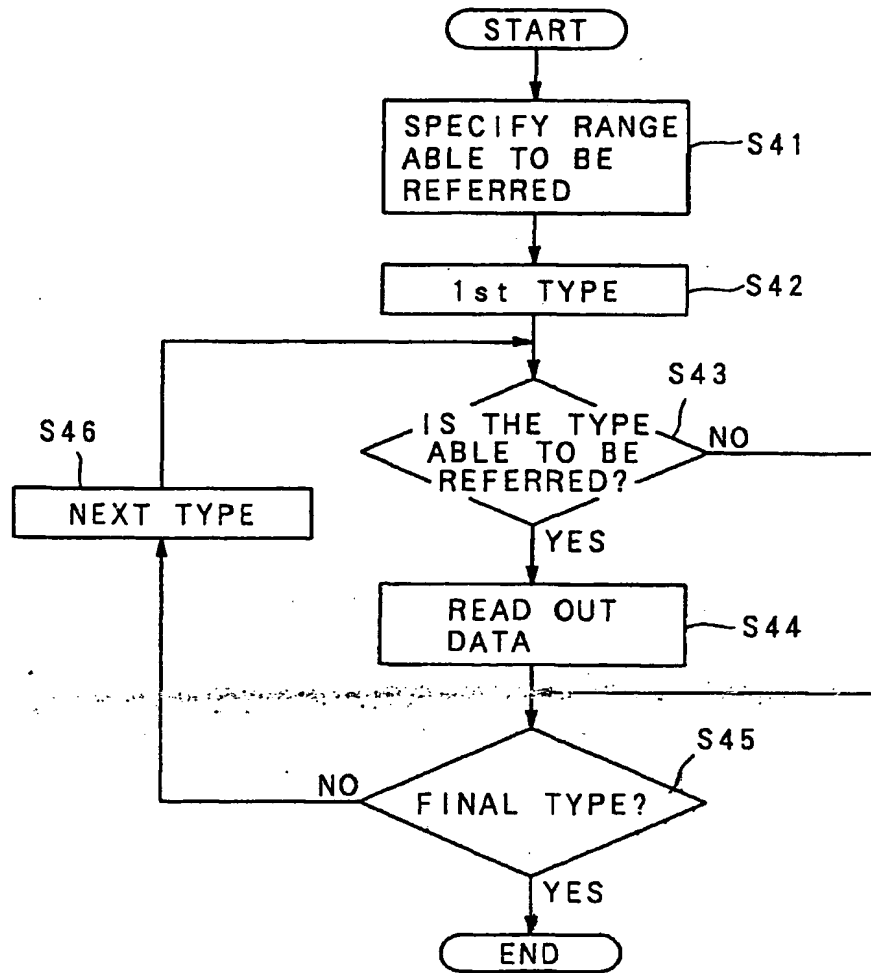 START
SPECIFY RANGE
ABLE TO BE
REFERRED
S41
1st TYPE
S42
S43
IS THE TYPE
ABLE TO BE
REFERRED?
NO
S46
NEXT TYPE
YES
READ OUT
DATA
S44
S45
NO
FINAL TYPE?
YES
END